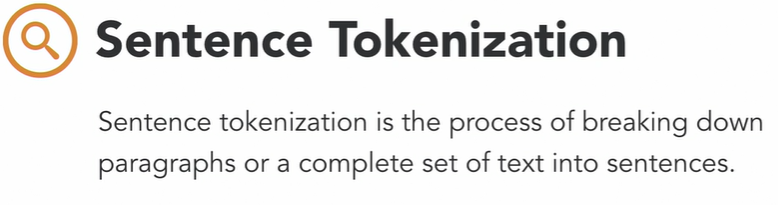 Sentence Tokenization
Sentence tokenization is the process of breaking down
paragraphs or a complete set of text into sentences.